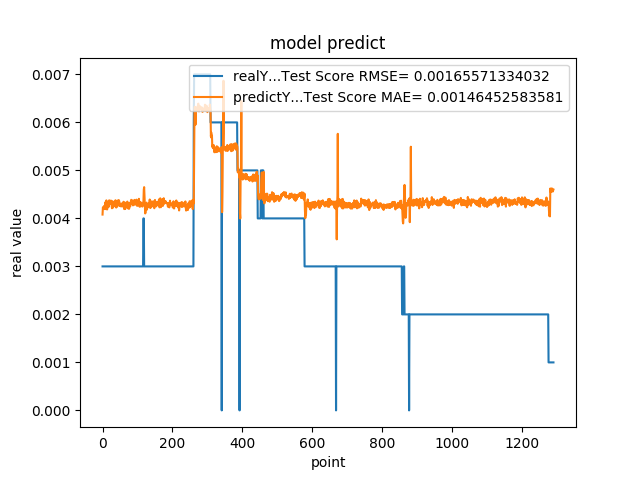 model predict
realY...Test Score RMSE= 0.00165571334032
predictY...Test Score MAE= 0.00146452583581
real value
0.007
0.006
0.005
0.004
0.003
0.002
0.001
0.000
0 200 400 600 800 1000 1200
point